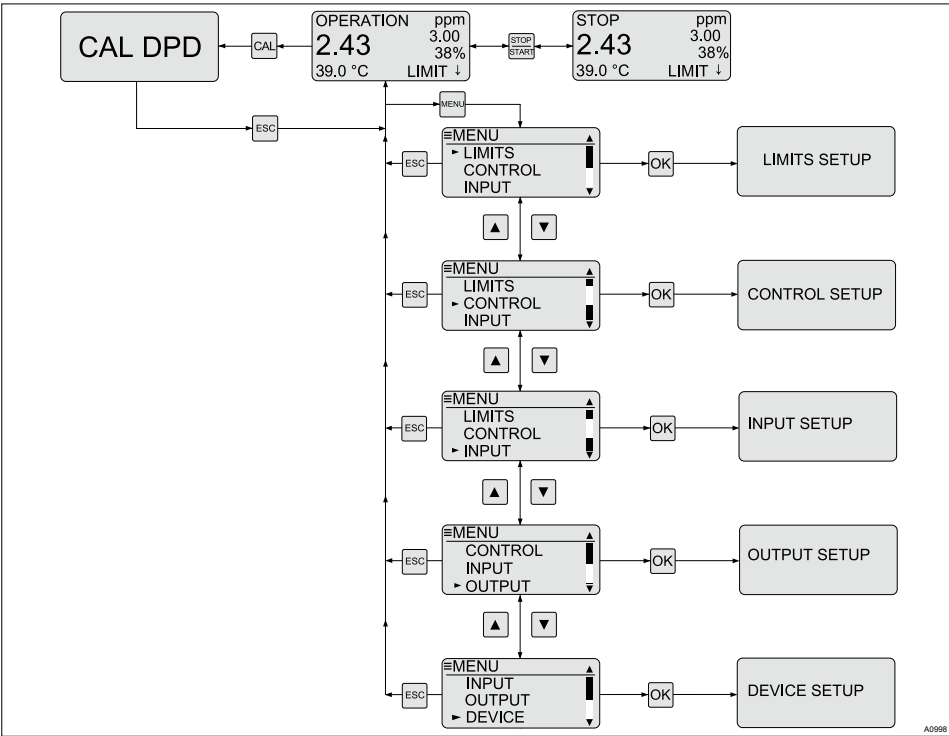 CAL DPD
CAL
OPERATION ppm
2.43 3.00
38%
39.0 °C LIMIT ↓
STOP
START
STOP ppm
2.43 3.00
38%
39.0 °C LIMIT ↓
MENU
ESC
≡MENU ▲
► LIMITS
CONTROL
INPUT ▼
ESC
OK
LIMITS SETUP
▲ ▼
≡MENU ▲
LIMITS
► CONTROL
INPUT ▼
ESC
OK
CONTROL SETUP
▲ ▼
≡MENU ▲
LIMITS
CONTROL
► INPUT ▼
ESC
OK
INPUT SETUP
▲ ▼
≡MENU ▲
CONTROL
INPUT
► OUTPUT ▼
ESC
OK
OUTPUT SETUP
▲ ▼
≡MENU ▲
INPUT
OUTPUT
► DEVICE ▼
ESC
OK
DEVICE SETUP
A0998